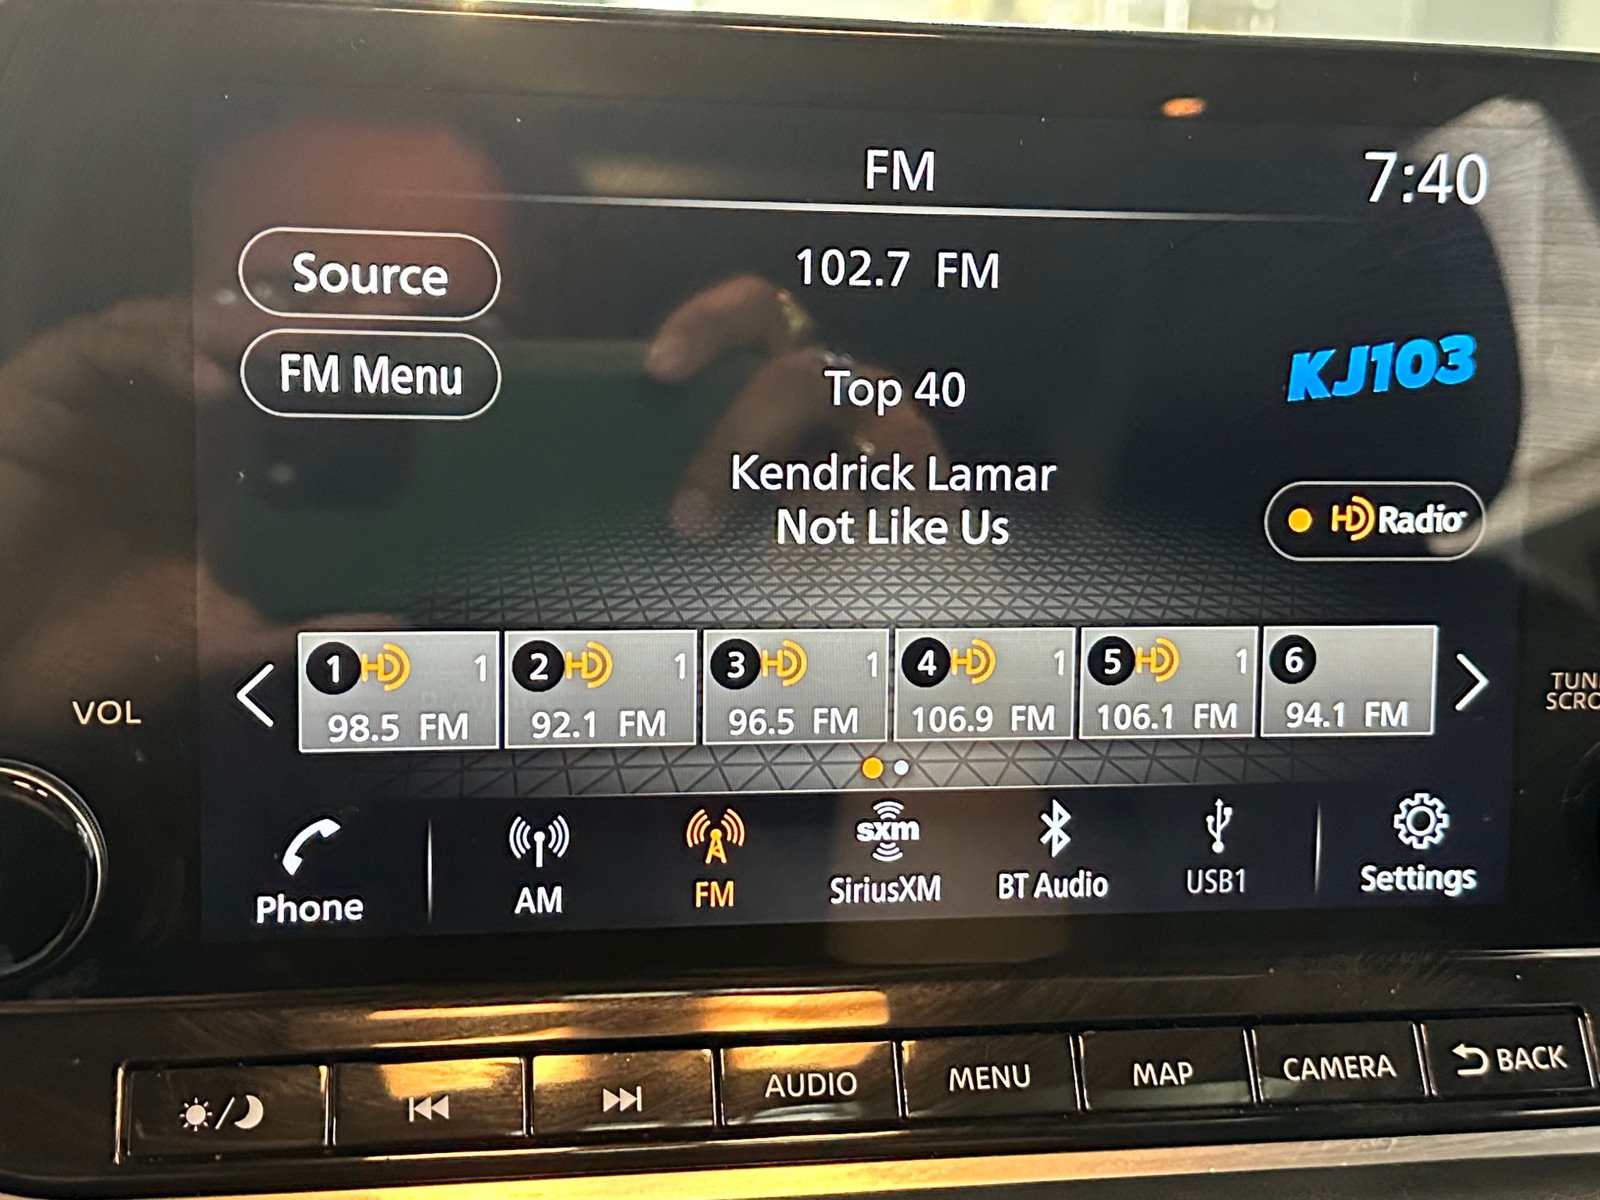 FM
7:40
Source
102.7 FM
FM Menu
Top 40
KJ103
Kendrick Lamar
Not Like Us
HD Radio
1 HD 1
98.5 FM
2 HD 1
92.1 FM
3 HD 1
96.5 FM
4 HD 1
106.9 FM
5 HD 1
106.1 FM
6
94.1 FM
VOL
TUN
SCRO
Phone
AM
FM
sxm
SiriusXM
BT Audio
USB1
Settings
AUDIO
MENU
MAP
CAMERA
BACK